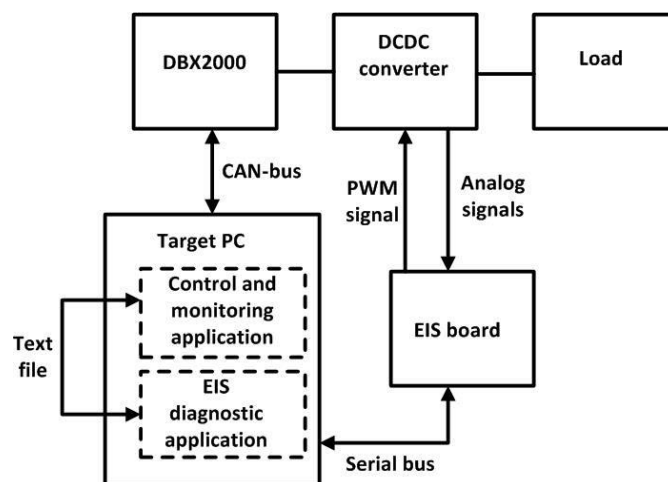 DBX2000
DCDC
converter
Load
CAN-bus
PWM
signal
Analog
signals
Target PC
Control and
monitoring
application
Text
file
EIS
diagnostic
application
EIS board
Serial bus